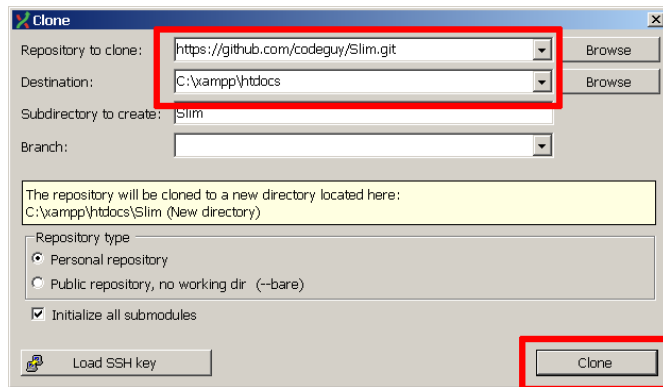 Clone
Repository to clone: https://github.com/codeguy/Slim.git Browse
Destination: C:\xampp\htdocs Browse
Subdirectory to create: Slim
Branch:
The repository will be cloned to a new directory located here:
C:\xampp\htdocs\Slim (New directory)
Repository type
Personal repository
Public repository, no working dir (--bare)
Initialize all submodules
Load SSH key Clone